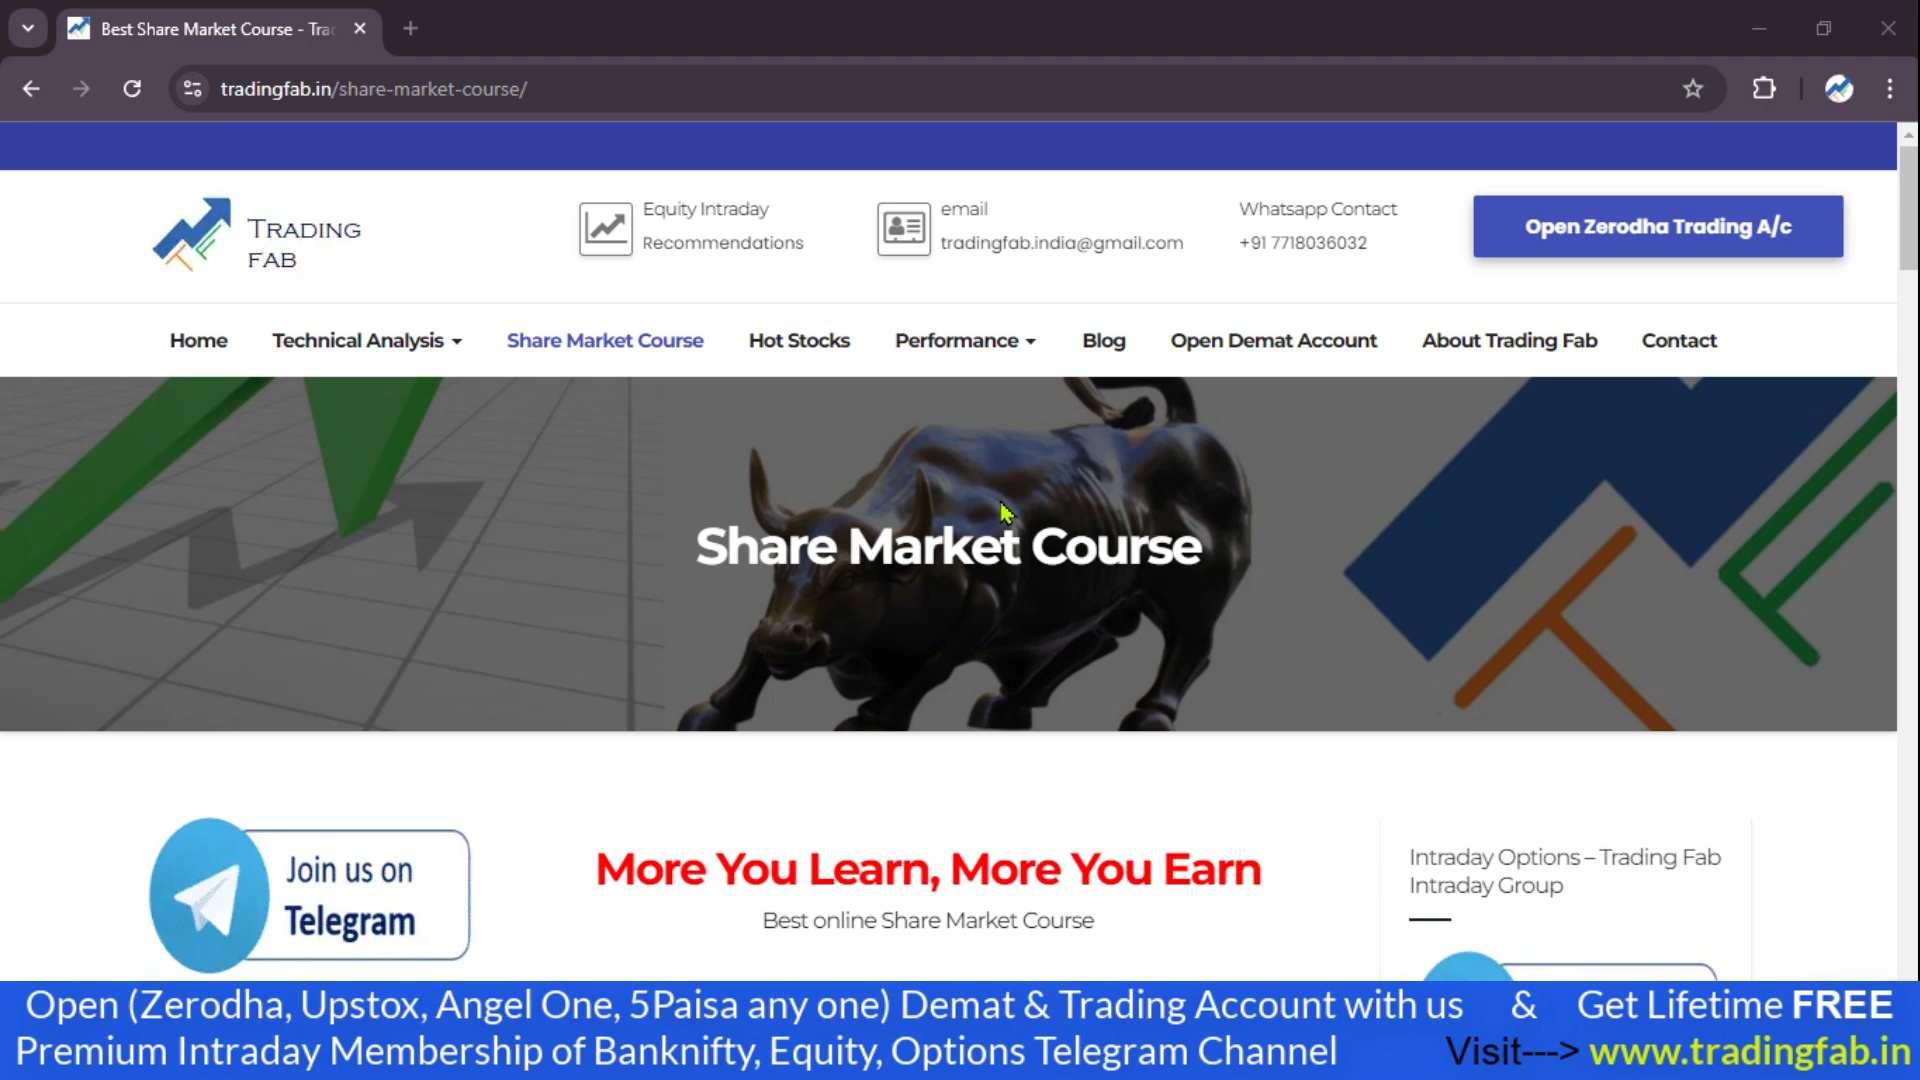 Best Share Market Course - Tra
tradingfab.in/share-market-course/
TRADING
FAB
Equity Intraday
Recommendations
email
tradingfab.india@gmail.com
Whatsapp Contact
+91 7718036032
Open Zerodha Trading A/c
Home Technical Analysis Share Market Course Hot Stocks Performance Blog Open Demat Account About Trading Fab Contact
Share Market Course
Join us on
Telegram
More You Learn, More You Earn
Best online Share Market Course
Intraday Options – Trading Fab
Intraday Group
Open (Zerodha, Upstox, Angel One, 5Paisa any one) Demat & Trading Account with us & Get Lifetime FREE
Premium Intraday Membership of Banknifty, Equity, Options Telegram Channel Visit---> www.tradingfab.in